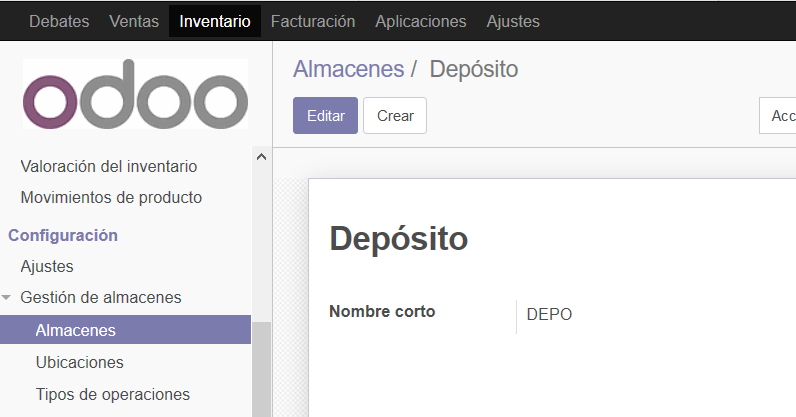 Debates Ventas Inventario Facturación Aplicaciones Ajustes
odoo
Valoración del inventario
Movimientos de producto
Configuración
Ajustes
Gestión de almacenes
Almacenes
Ubicaciones
Tipos de operaciones
Almacenes / Depósito
Editar Crear Acc
Depósito
Nombre corto DEPO